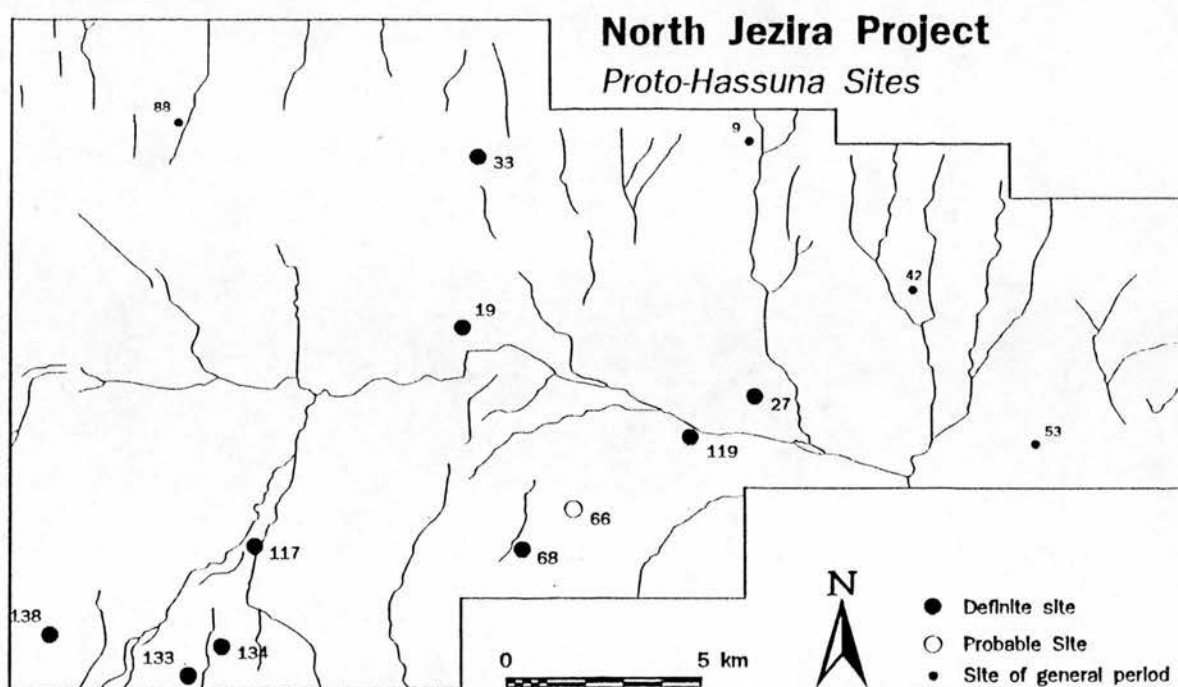 North Jezira Project
Proto-Hassuna Sites
88
9
33
42
19
27
53
119
66
117
68
138
134
133
N
0 5 km
Definite site
Probable Site
Site of general period